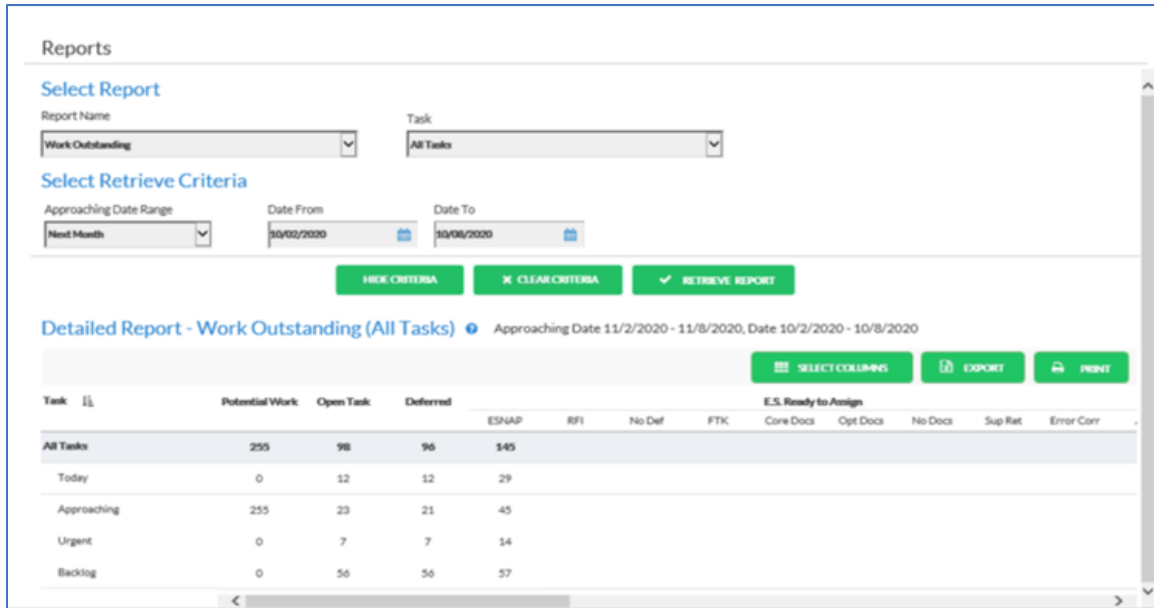 Reports
Select Report
Report Name Task
Work Outstanding All Tasks
Select Retrieve Criteria
Approaching Date Range Date From Date To
Next Month 10/02/2020 10/08/2020
HIDE CRITERIA CLEAR CRITERIA RETRIEVE REPORT
Detailed Report - Work Outstanding (All Tasks) Approaching Date 11/2/2020 - 11/8/2020, Date 10/2/2020 - 10/8/2020
SELECT COLUMNS EXPORT PRINT
Task Potential Work Open Task Deferred E.S. Ready to Assign
ESNAP RFI No Def FTK Core Docs Opt Docs No Docs Sup Ret Error Corr
All Tasks 255 98 96 145
Today 0 12 12 29
Approaching 255 23 21 45
Urgent 0 7 7 14
Backlog 0 56 56 57